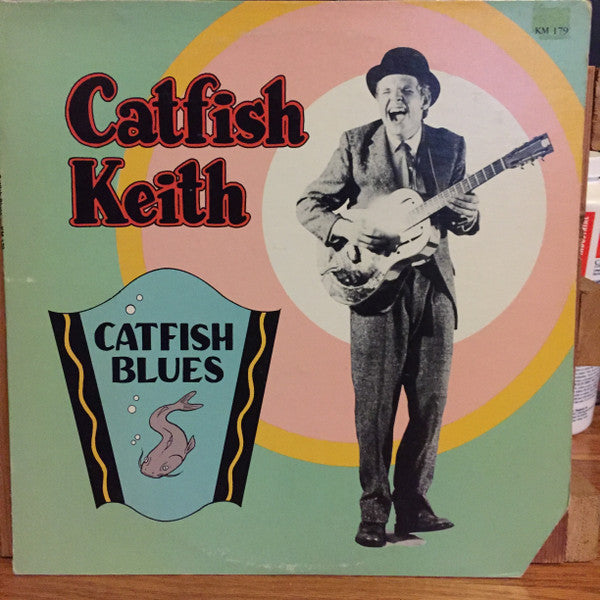 Catfish
Keith
CATFISH
BLUES
KM 179